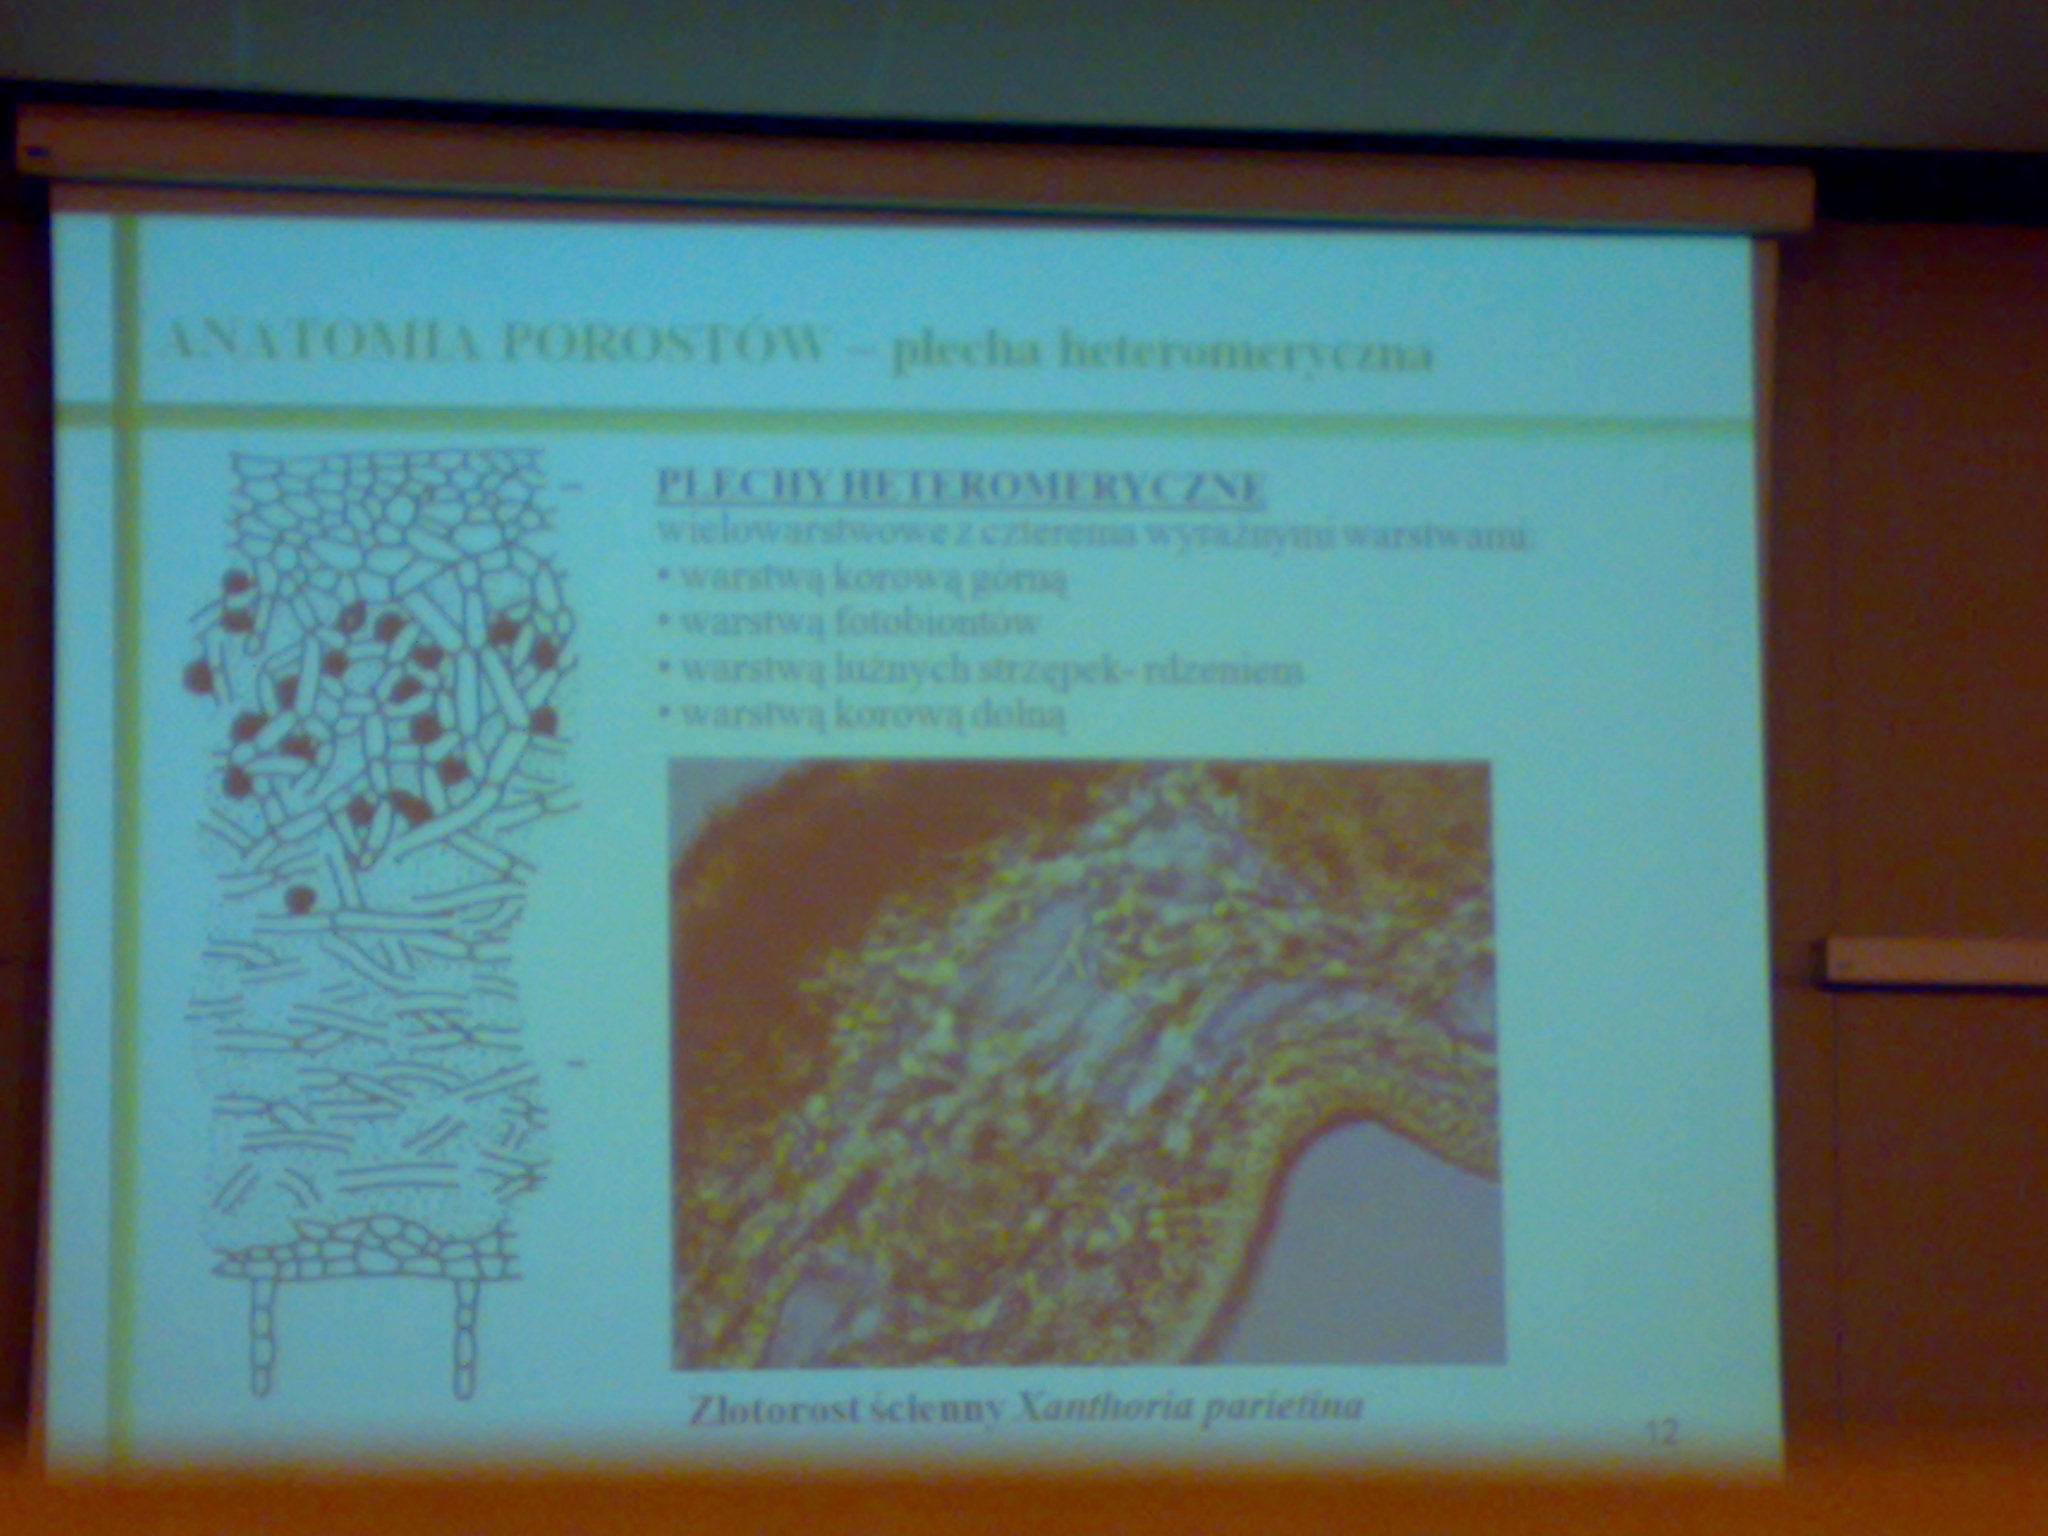 ANATOMIA POROSTÓW – plecha heteromeryczna
PLECHY HETEROMERYCZNE
wielowarstwowe z czterema wyraźnymi warstwami:
• warstwą korową górną
• warstwą fotobiontów
• warstwą luźnych strzępek- rdzeniem
• warstwą korową dolną
Złotorost ścienny Xanthoria parietina
12